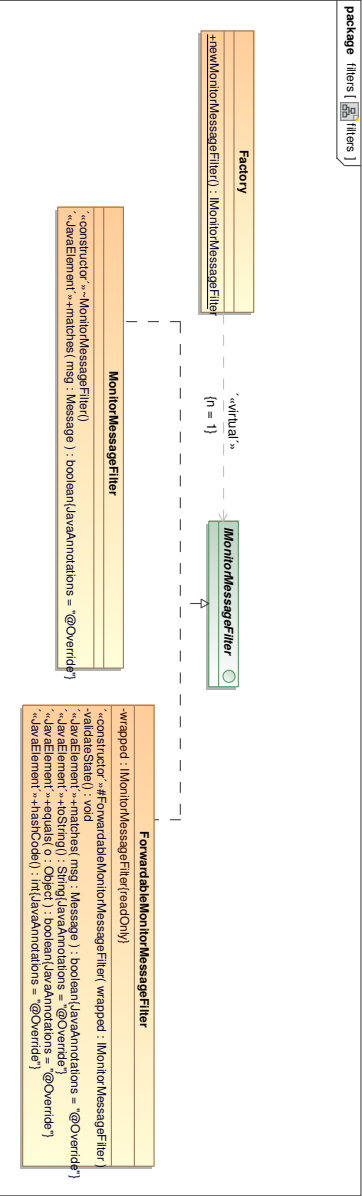 package filters [ filters ]
Factory
+newMonitorMessageFilter() : IMonitorMessageFilter
´«virtual´»
{n = 1}
IMonitorMessageFilter
MonitorMessageFilter
´«constructor´»~MonitorMessageFilter()
´«JavaElement´»+matches( msg : Message ) : boolean{JavaAnnotations = "@Override"}
ForwardableMonitorMessageFilter
-wrapped : IMonitorMessageFilter{readOnly}
´«constructor´»#ForwardableMonitorMessageFilter( wrapped : IMonitorMessageFilter )
-validateState() : void
´«JavaElement´»+matches( msg : Message ) : boolean{JavaAnnotations = "@Override"}
´«JavaElement´»+toString() : String{JavaAnnotations = "@Override"}
´«JavaElement´»+equals( o : Object ) : boolean{JavaAnnotations = "@Override"}
´«JavaElement´»+hashCode() : int{JavaAnnotations = "@Override"}